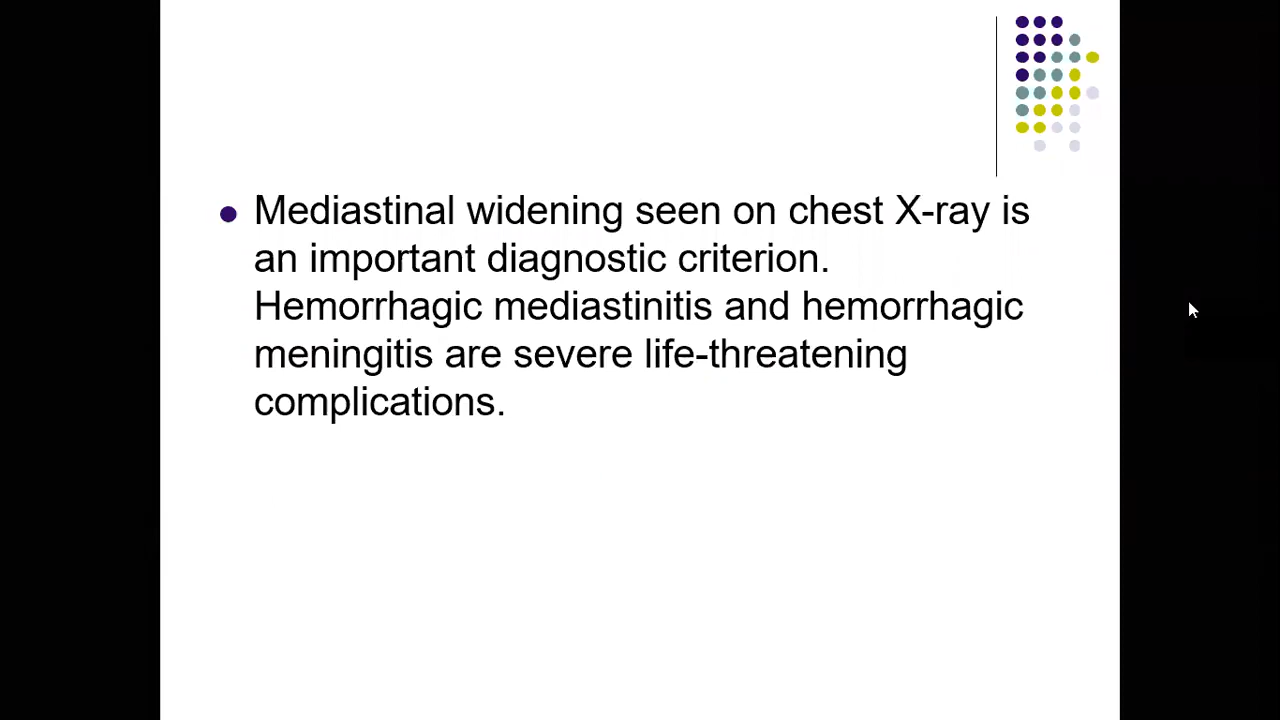 Mediastinal widening seen on chest X-ray is
an important diagnostic criterion.
Hemorrhagic mediastinitis and hemorrhagic
meningitis are severe life-threatening
complications.